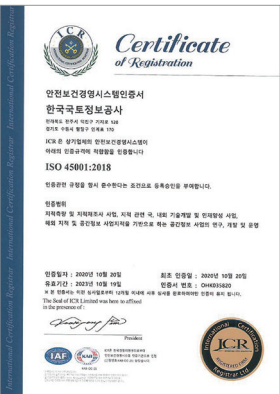 ICR
Certificate
of Registration
안전보건경영시스템인증서
한국국토정보공사
전라북도 전주시 덕진구 기지로 120
경기도 수원시 팔달구 인계로 170
ICR 은 상기업체의 안전보건경영시스템이
아래의 인증규격에 적합함을 인증합니다
ISO 45001:2018
인증관련 규정을 항시 준수한다는 조건으로 등록승인을 부여합니다.
인증범위
지적측량 및 지적재조사 사업, 지적 관련 국, 내외 기술개발 및 인재양성 사업,
해외 지적 및 공간정보 사업지적을 기반으로 하는 공간정보 사업의 연구, 개발 및 운영
인증일자 : 2020년 10월 20일
최초 인증일 : 2020년 10월 20일
유효기간 : 2023년 10월 19일
인증서 번호 : OHK035820
The Seal of ICR Limited was here to affixed
in the presence of :
President
IAF
KAB
International Certification Registrar Ltd.
ICR
International Certification Registrar